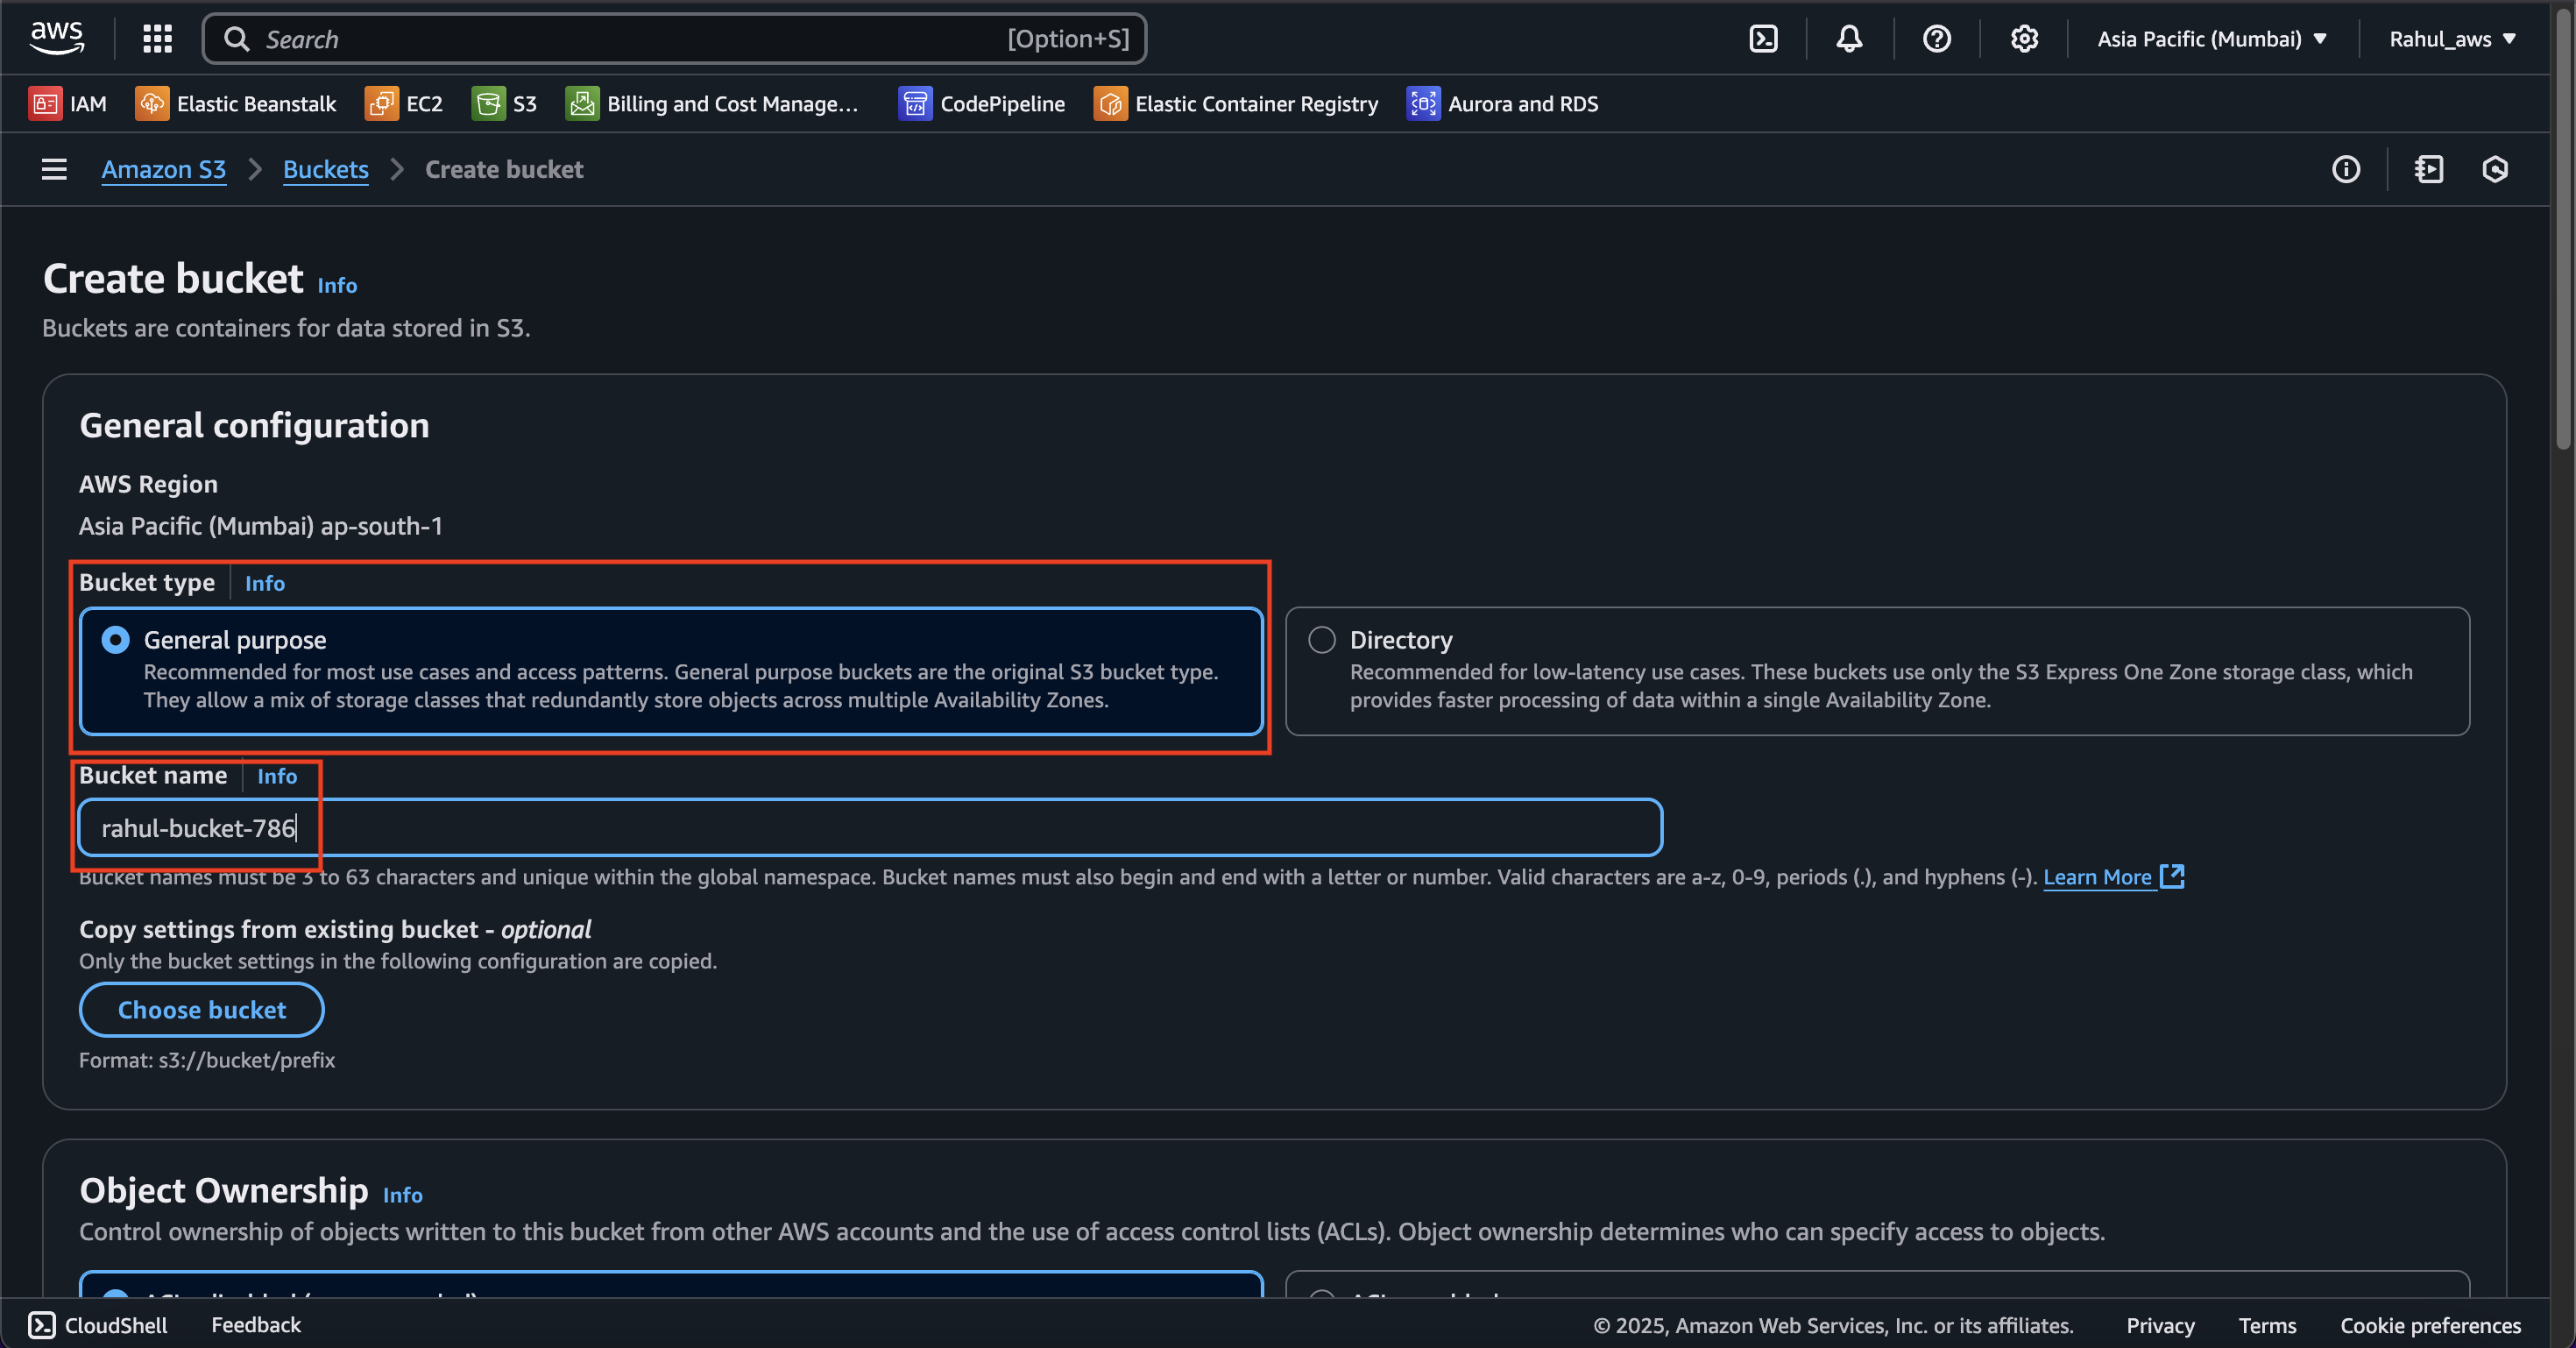 aws
Search [Option+S]
Asia Pacific (Mumbai) Rahul_aws
IAM Elastic Beanstalk EC2 S3 Billing and Cost Manage... CodePipeline Elastic Container Registry Aurora and RDS
Amazon S3 > Buckets > Create bucket
Create bucket Info
Buckets are containers for data stored in S3.
General configuration
AWS Region
Asia Pacific (Mumbai) ap-south-1
Bucket type Info
General purpose
Recommended for most use cases and access patterns. General purpose buckets are the original S3 bucket type.
They allow a mix of storage classes that redundantly store objects across multiple Availability Zones.
Directory
Recommended for low-latency use cases. These buckets use only the S3 Express One Zone storage class, which
provides faster processing of data within a single Availability Zone.
Bucket name Info
rahul-bucket-786
Bucket names must be 3 to 63 characters and unique within the global namespace. Bucket names must also begin and end with a letter or number. Valid characters are a-z, 0-9, periods (.), and hyphens (-). Learn More
Copy settings from existing bucket - optional
Only the bucket settings in the following configuration are copied.
Choose bucket
Format: s3://bucket/prefix
Object Ownership Info
Control ownership of objects written to this bucket from other AWS accounts and the use of access control lists (ACLs). Object ownership determines who can specify access to objects.
CloudShell Feedback © 2025, Amazon Web Services, Inc. or its affiliates. Privacy Terms Cookie preferences